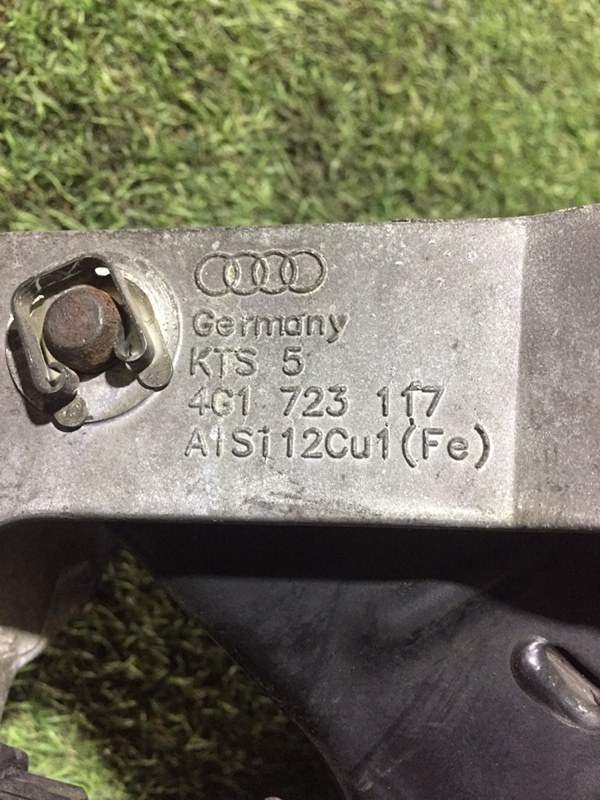 Germany
KTS 5
4G1 723 117
AlSi12Cu1(Fe)